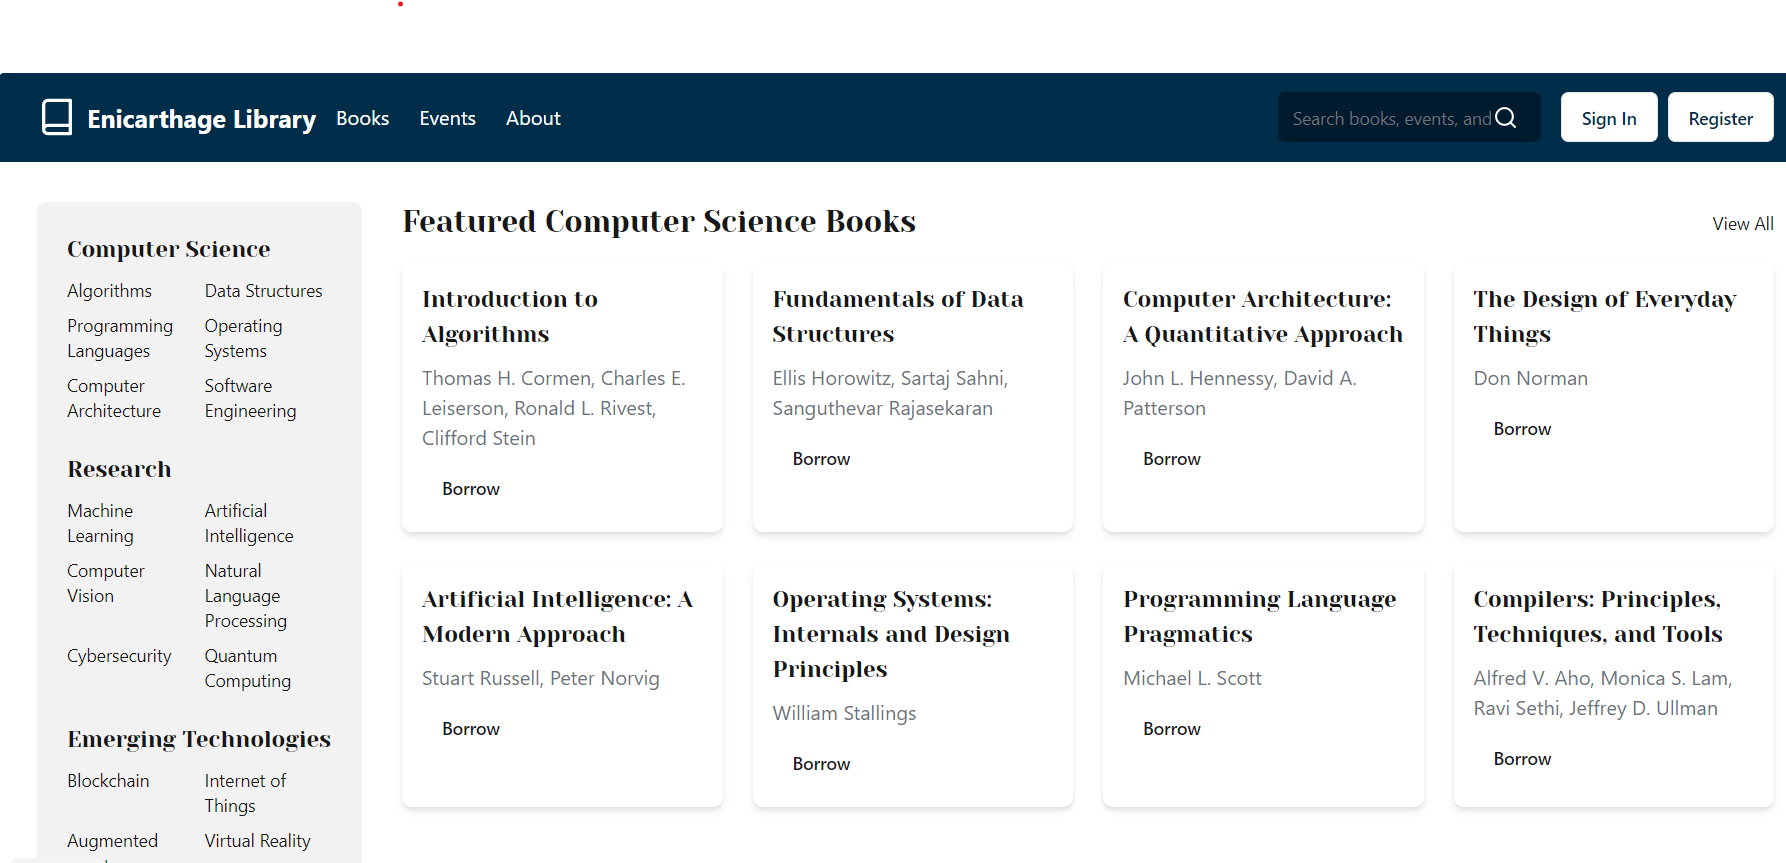 Enicarthage Library Books Events About Search books, events, and Sign In Register
Computer Science
Algorithms Data Structures
Programming Languages Operating Systems
Computer Architecture Software Engineering
Research
Machine Learning Artificial Intelligence
Computer Vision Natural Language Processing
Cybersecurity Quantum Computing
Emerging Technologies
Blockchain Internet of Things
Augmented Virtual Reality
Featured Computer Science Books View All
Introduction to
Algorithms
Thomas H. Cormen, Charles E.
Leiserson, Ronald L. Rivest,
Clifford Stein
Borrow
Fundamentals of Data
Structures
Ellis Horowitz, Sartaj Sahni,
Sanguthevar Rajasekaran
Borrow
Computer Architecture:
A Quantitative Approach
John L. Hennessy, David A.
Patterson
Borrow
The Design of Everyday
Things
Don Norman
Borrow
Artificial Intelligence: A
Modern Approach
Stuart Russell, Peter Norvig
Borrow
Operating Systems:
Internals and Design
Principles
William Stallings
Borrow
Programming Language
Pragmatics
Michael L. Scott
Borrow
Compilers: Principles,
Techniques, and Tools
Alfred V. Aho, Monica S. Lam,
Ravi Sethi, Jeffrey D. Ullman
Borrow